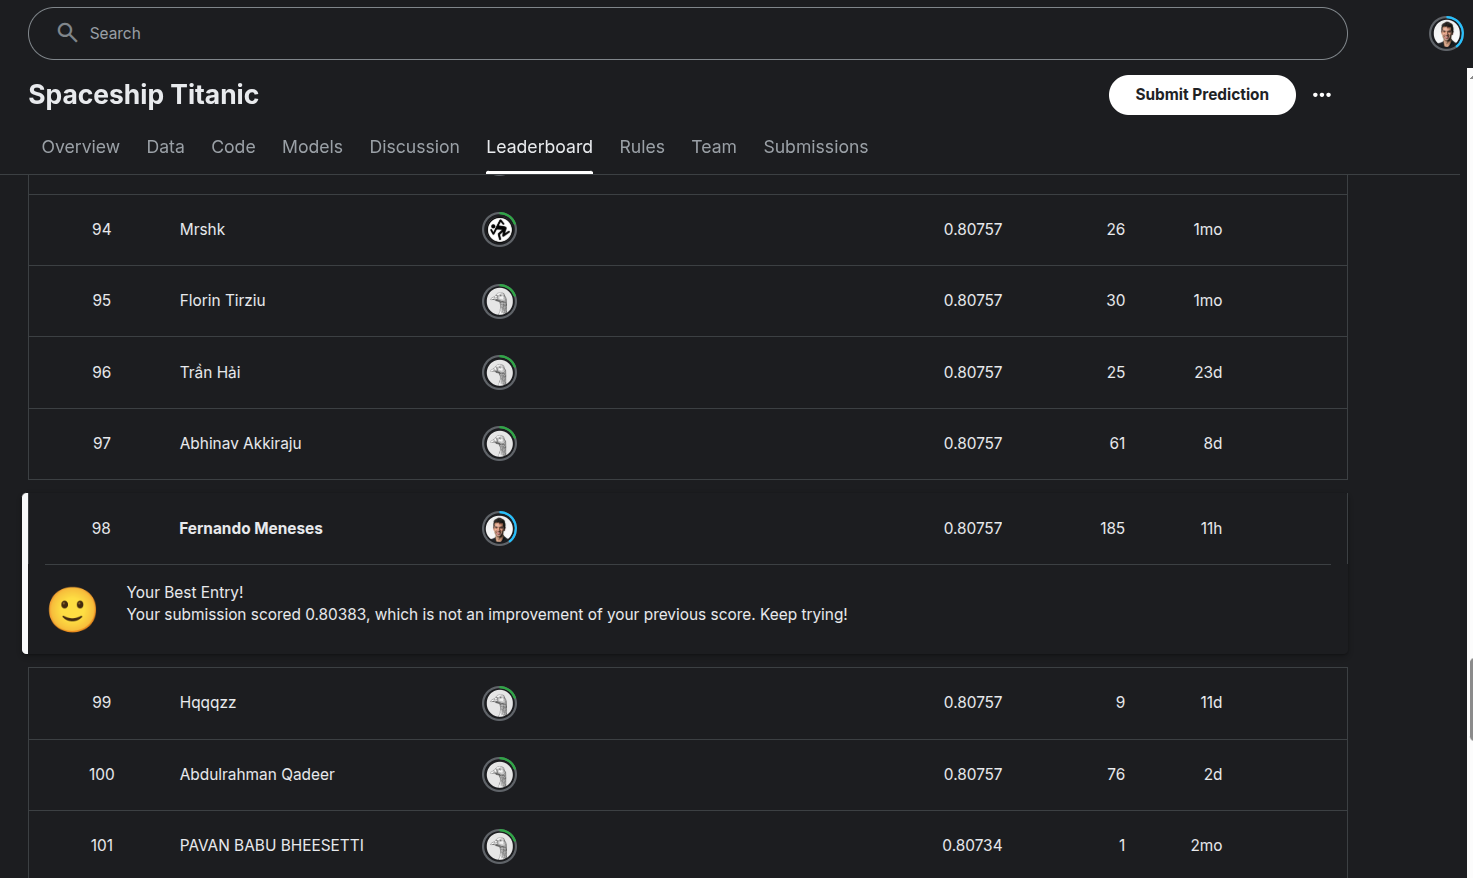 Search
Spaceship Titanic
Submit Prediction
Overview Data Code Models Discussion Leaderboard Rules Team Submissions
94 Mrshk 0.80757 26 1mo
95 Florin Tirziu 0.80757 30 1mo
96 Trần Hải 0.80757 25 23d
97 Abhinav Akkiraju 0.80757 61 8d
98 Fernando Meneses 0.80757 185 11h
Your Best Entry!
Your submission scored 0.80383, which is not an improvement of your previous score. Keep trying!
99 Hqqqzz 0.80757 9 11d
100 Abdulrahman Qadeer 0.80757 76 2d
101 PAVAN BABU BHEESETTI 0.80734 1 2mo